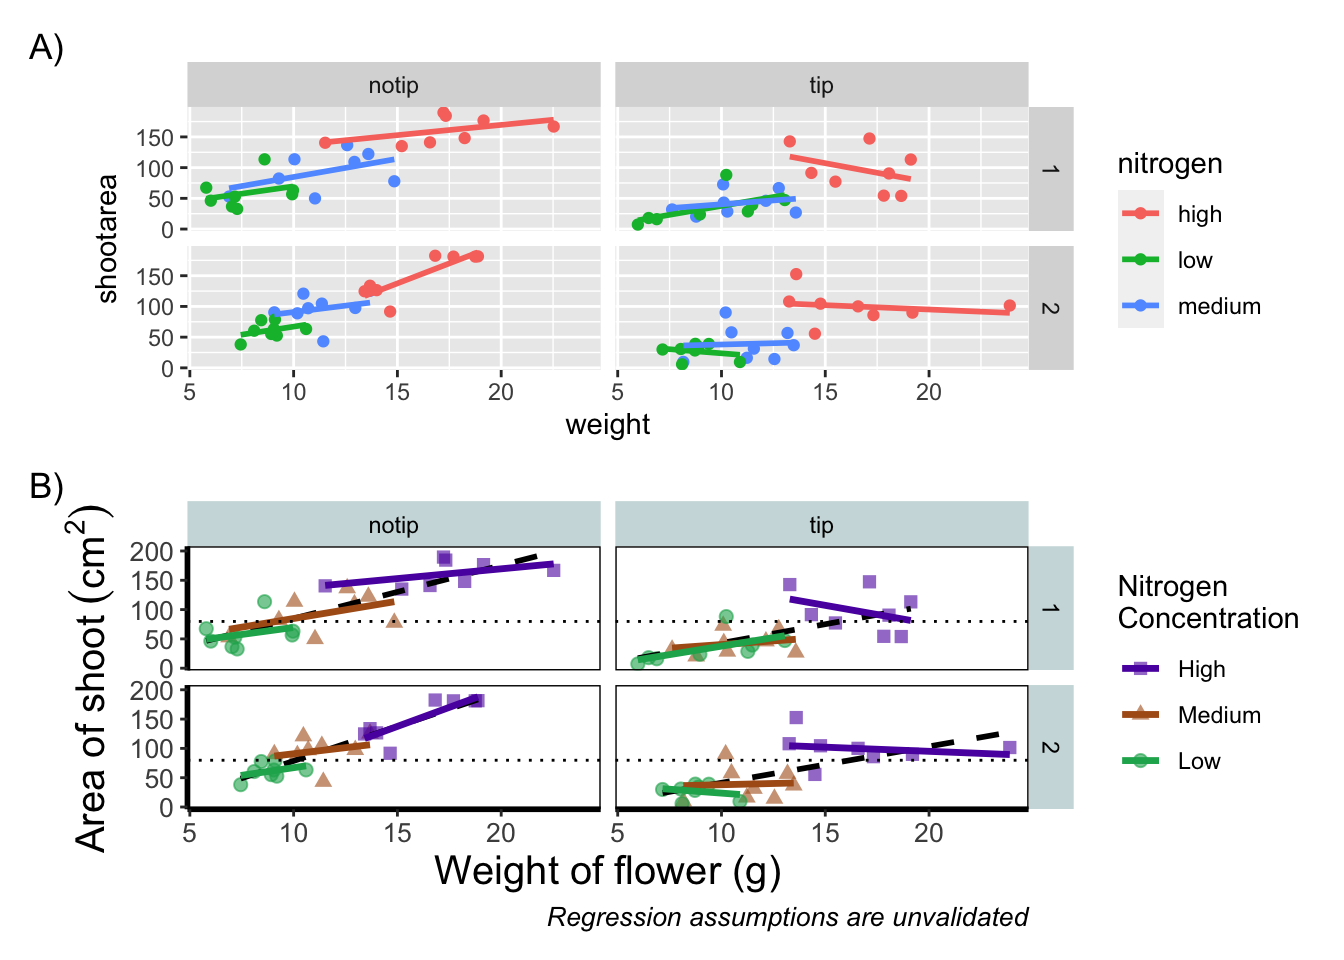 A)
notip
tip
150
100
50
0
1
150
100
50
0
2
shootarea
5 10 15 20 5 10 15 20
weight
nitrogen
high
low
medium
B)
notip
tip
200
150
100
50
0
1
200
150
100
50
0
2
Area of shoot (cm²)
5 10 15 20 5 10 15 20
Weight of flower (g)
Regression assumptions are unvalidated
Nitrogen
Concentration
High
Medium
Low